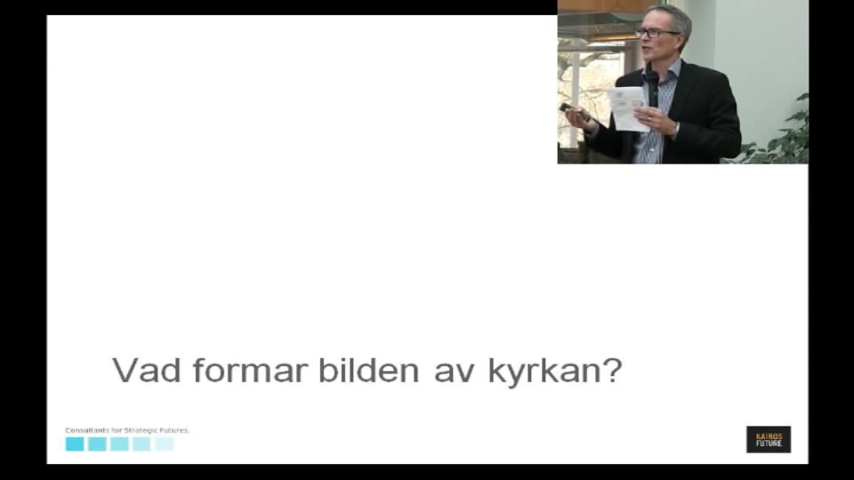 Vad formar bilden av kyrkan?
Consultants for Strategic Futures.
KAIROS
FUTURE